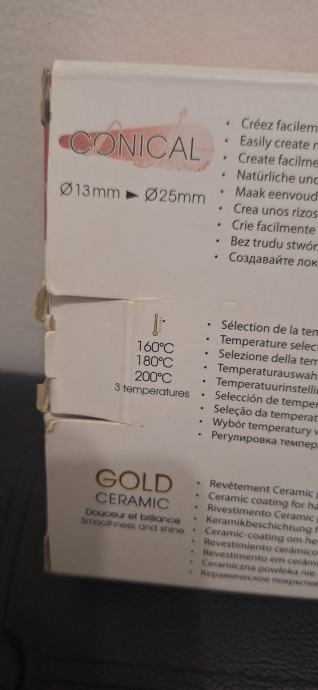 CONICAL
Ø13mm ► Ø25mm
• Créez facilem
• Easily create
• Create facilme
• Natürliche und
• Maak eenvoud
• Crea unos rizos
• Crie facilmente
• Bez trudu stwór
• Создавайте лок
160°C
180°C
200°C
3 temperatures
• Sélection de la tem
• Temperature selec
• Selezione della tem
• Temperaturauswah
• Temperatuurinstelli
• Selección de temper
• Seleção da temperat
• Wybór temperatury w
• Регулировка темпер
GOLD
CERAMIC
Douceur et brillance
Smoothness and shine
• Revêtement Ceramic
• Ceramic coating for ha
• Rivestimento Ceramic
• Keramikbeschichtung f
• Ceramic-coating om he
• Revestimiento cerámico
• Revestimento em cerâm
• Ceramiczna powłoka nie
• Керамическое покрытие